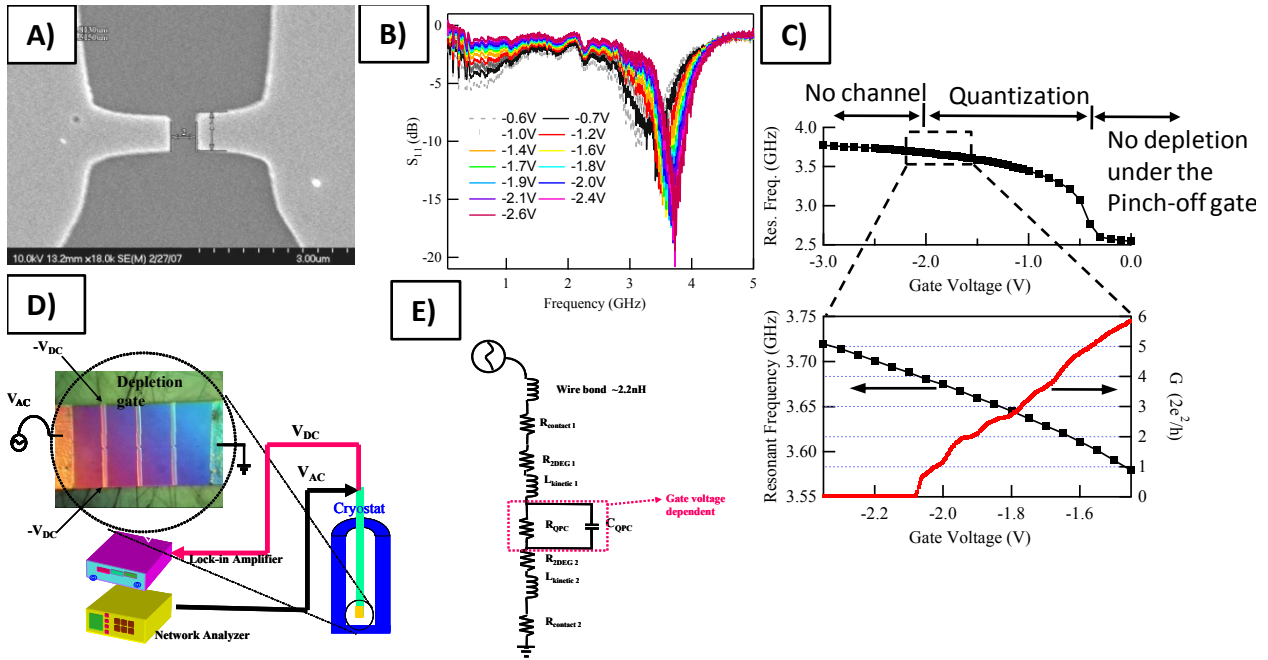 A)
10.0kV 13.2mm x18.0k SE(M) 2/27/07
3.00um
B)
0
-5
-10
-15
-20
S11 (dB)
-0.6V
-0.7V
-1.0V
-1.2V
-1.4V
-1.6V
-1.7V
-1.8V
-1.9V
-2.0V
-2.1V
-2.4V
-2.6V
1 2 3 4 5
Frequency (GHz)
C)
No channel
Quantization
No depletion
under the
Pinch-off gate
Res. Freq. (GHz)
4.0
3.5
3.0
2.5
-3.0 -2.5 -2.0 -1.5 -1.0 -0.5 0.0
Gate Voltage (V)
Resonant Frequency (GHz)
3.75
3.70
3.65
3.60
3.55
6
5
4
3
2
1
0
G (2e²/h)
-2.2 -2.0 -1.8 -1.6
Gate Voltage (V)
D)
-VDC
Depletion
gate
VAC
VDC
VAC
-VDC
Cryostat
Lock-in Amplifier
Network Analyzer
E)
Wire bond ~2.2nH
Rcontact 1
R2DEG 1
Lkinetic 1
Gate voltage
dependent
RQPC
CQPC
R2DEG 2
Lkinetic 2
Rcontact 2